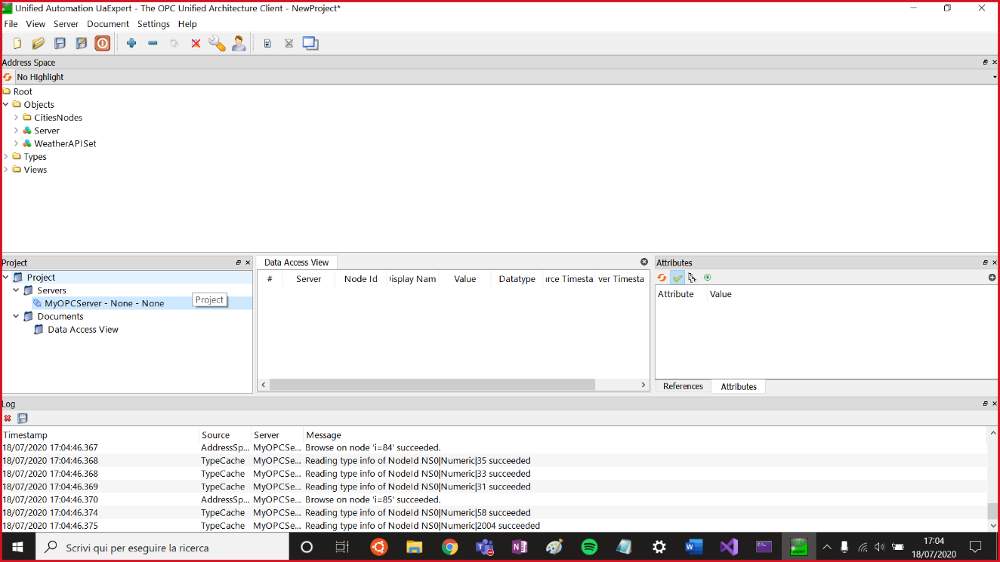 Unified Automation UaExpert - The OPC Unified Architecture Client - NewProject*
File View Server Document Settings Help
Address Space
No Highlight
Root
Objects
CitiesNodes
Server
WeatherAPISet
Types
Views
Project
Project
Servers
MyOPCServer - None - None
Project
Documents
Data Access View
Data Access View
# Server Node Id isplay Nam Value Datatype urce Timesta ver Timesta
Attributes
Attribute Value
References Attributes
Log
Timestamp Source Server Message
18/07/2020 17:04:46.367 AddressSp... MyOPCSe... Browse on node 'i=84' succeeded.
18/07/2020 17:04:46.368 TypeCache MyOPCSe... Reading type info of NodeId NS0|Numeric|35 succeeded
18/07/2020 17:04:46.368 TypeCache MyOPCSe... Reading type info of NodeId NS0|Numeric|33 succeeded
18/07/2020 17:04:46.369 TypeCache MyOPCSe... Reading type info of NodeId NS0|Numeric|31 succeeded
18/07/2020 17:04:46.370 AddressSp... MyOPCSe... Browse on node 'i=85' succeeded.
18/07/2020 17:04:46.374 TypeCache MyOPCSe... Reading type info of NodeId NS0|Numeric|58 succeeded
18/07/2020 17:04:46.375 TypeCache MyOPCSe... Reading type info of NodeId NS0|Numeric|2004 succeeded
Scrivi qui per eseguire la ricerca
17:04
18/07/2020